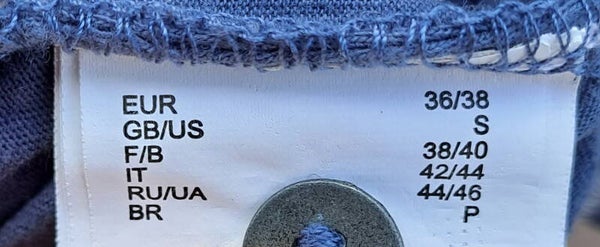 EUR 36/38
GB/US S
F/B 38/40
IT 42/44
RU/UA 44/46
BR P